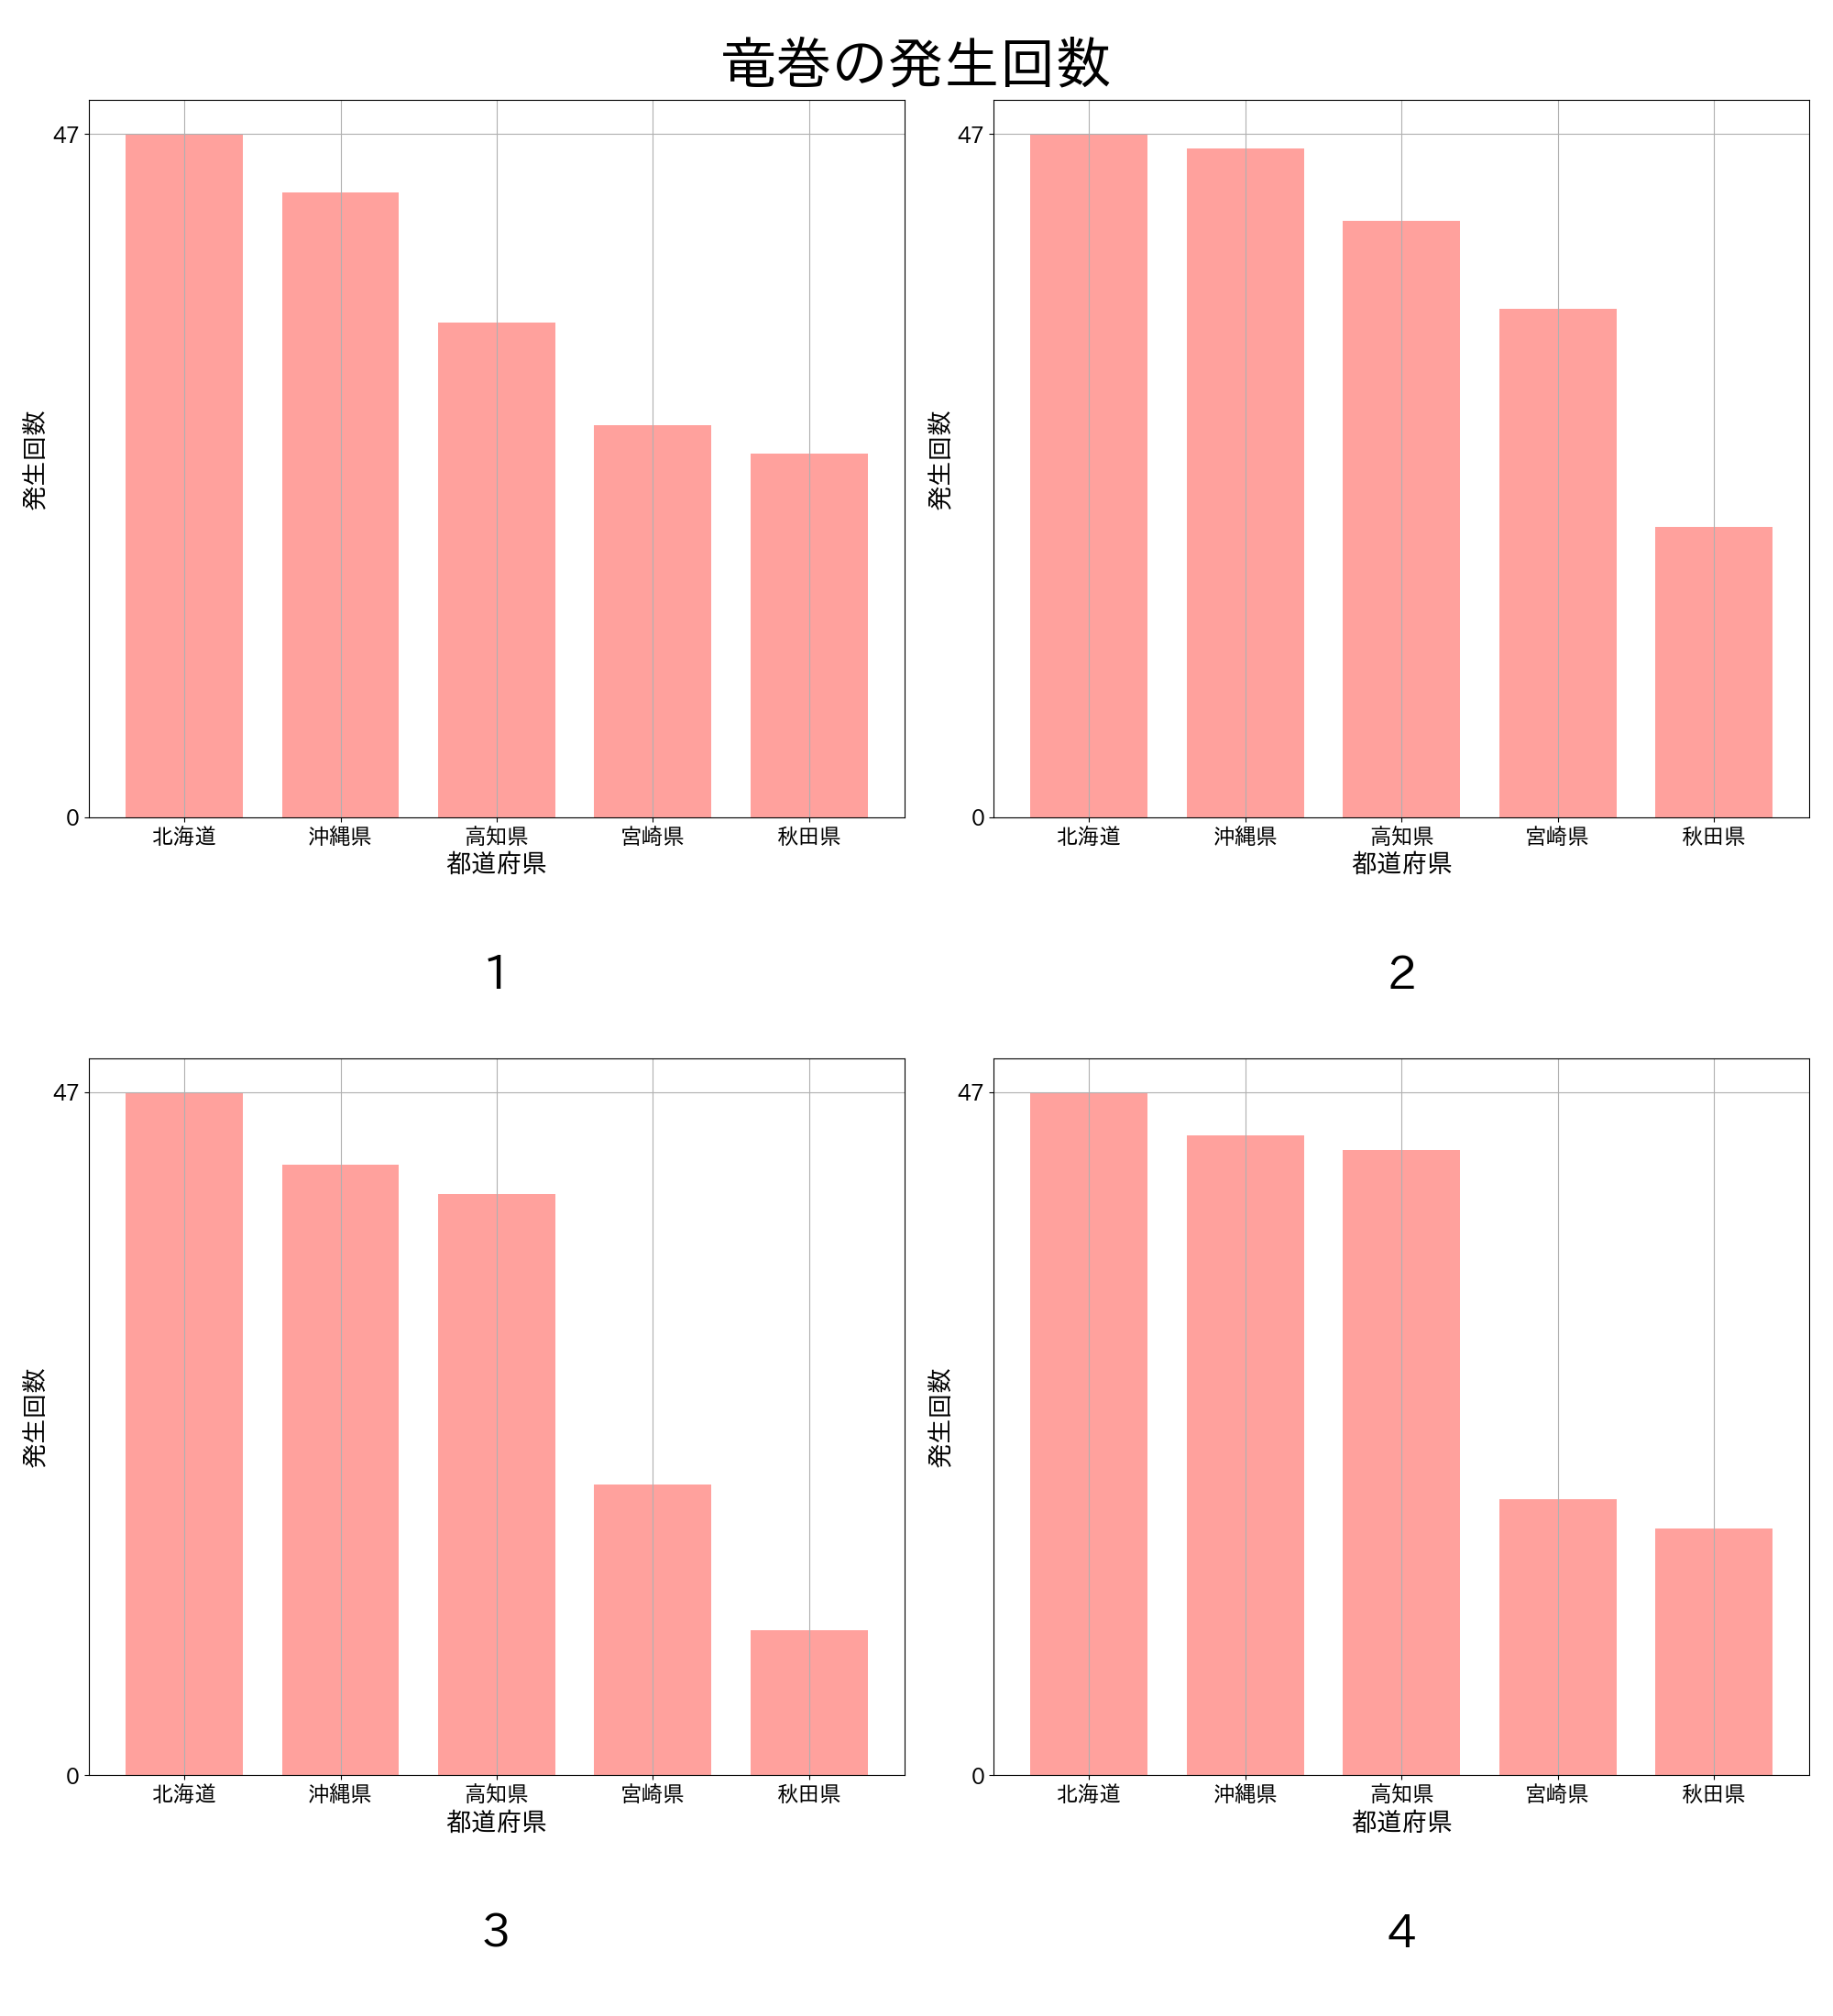 竜巻の発生回数
47
0
発生回数
北海道 沖縄県 高知県 宮崎県 秋田県
都道府県
1
47
0
発生回数
北海道 沖縄県 高知県 宮崎県 秋田県
都道府県
2
47
0
発生回数
北海道 沖縄県 高知県 宮崎県 秋田県
都道府県
3
47
0
発生回数
北海道 沖縄県 高知県 宮崎県 秋田県
都道府県
4